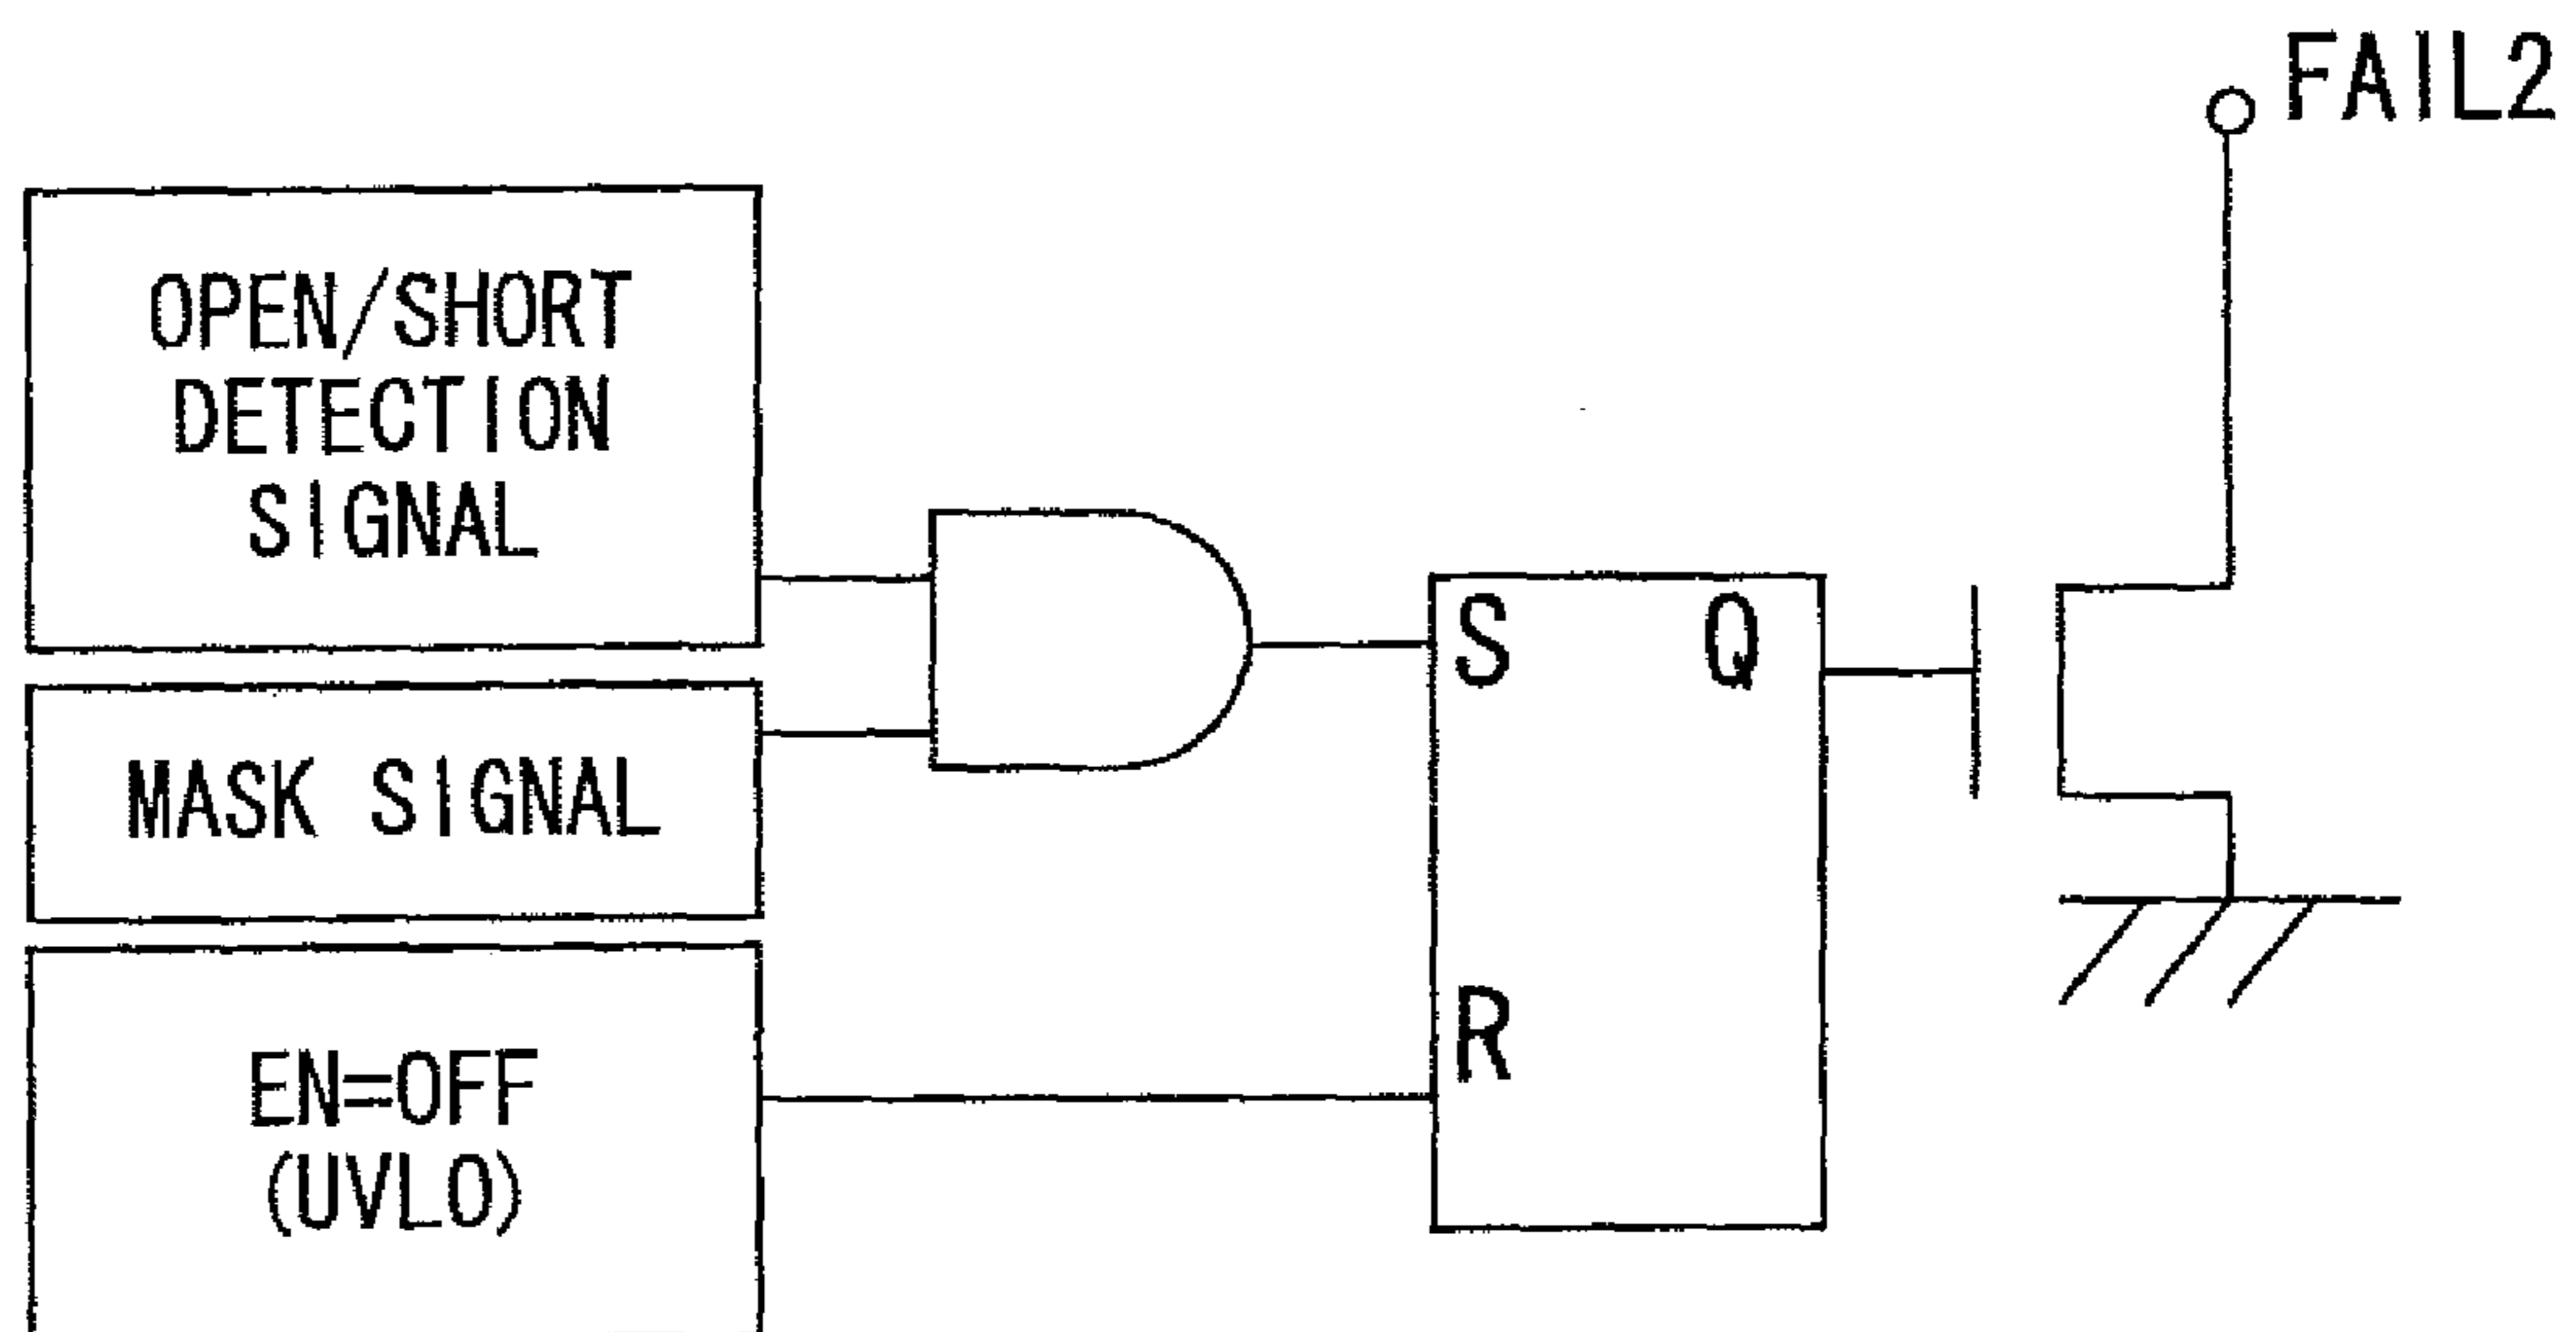 FAIL2
OPEN/SHORT
DETECTION
SIGNAL
MASK SIGNAL
S
Q
R
EN=OFF
(UVLO)